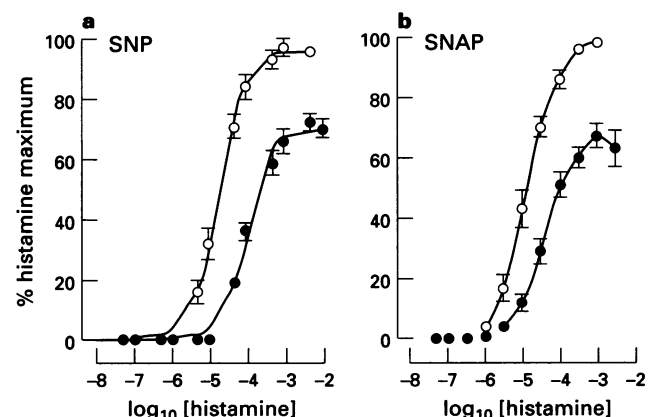 a
SNP
% histamine maximum
100
80
60
40
20
0
–8 –7 –6 –5 –4 –3 –2
log10 [histamine]
b
SNAP
100
80
60
40
20
0
–8 –7 –6 –5 –4 –3 –2
log10 [histamine]